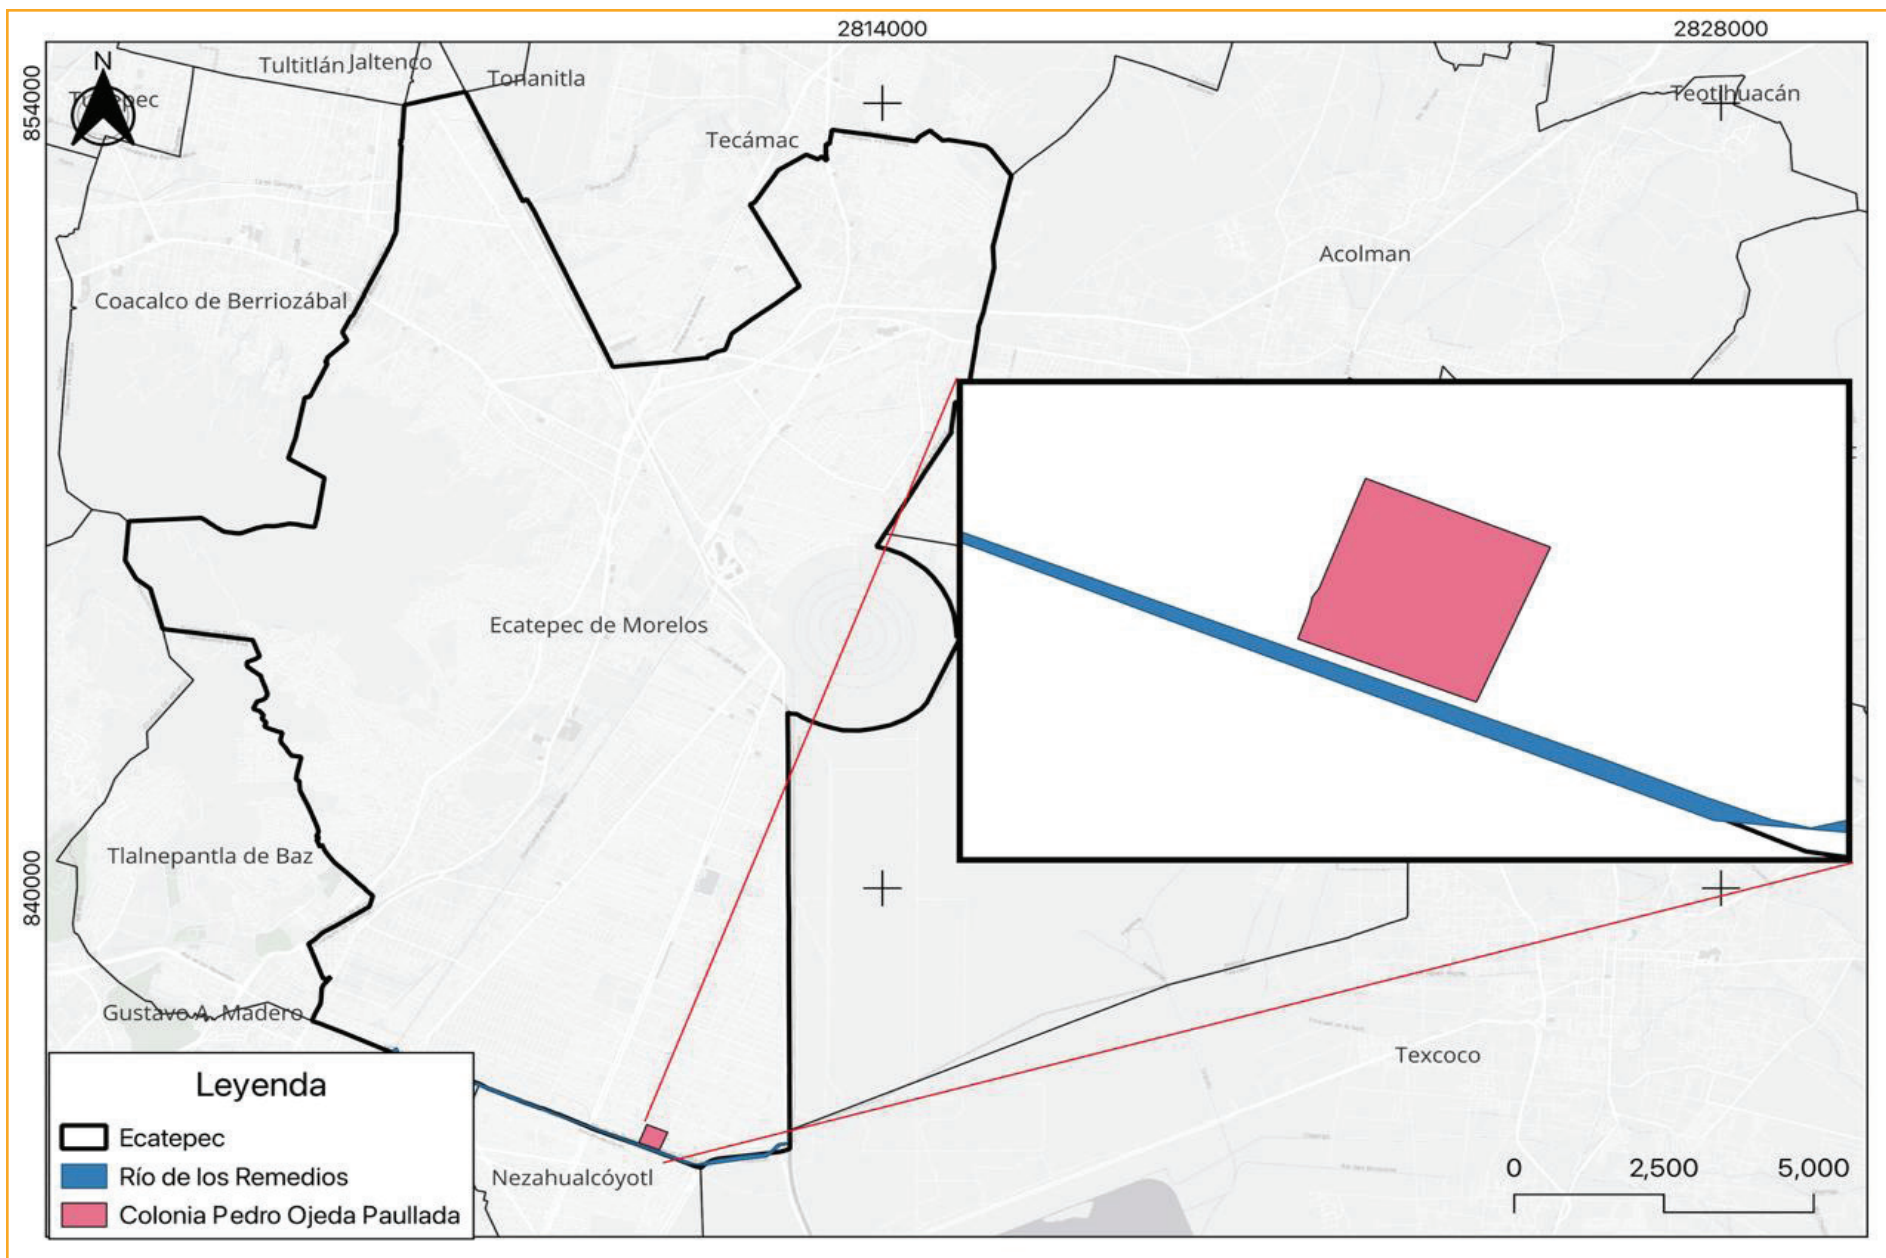 2814000
2828000
854000
840000
N
Tultitlán
Jaltenco
Tonanitla
Teotihuacán
Tecámac
Acolman
Coacalco de Berriozábal
Ecatepec de Morelos
Tlalnepantla de Baz
Gustavo A. Madero
Texcoco
Nezahualcóyotl
Leyenda
Ecatepec
Río de los Remedios
Colonia Pedro Ojeda Paullada
0 2,500 5,000